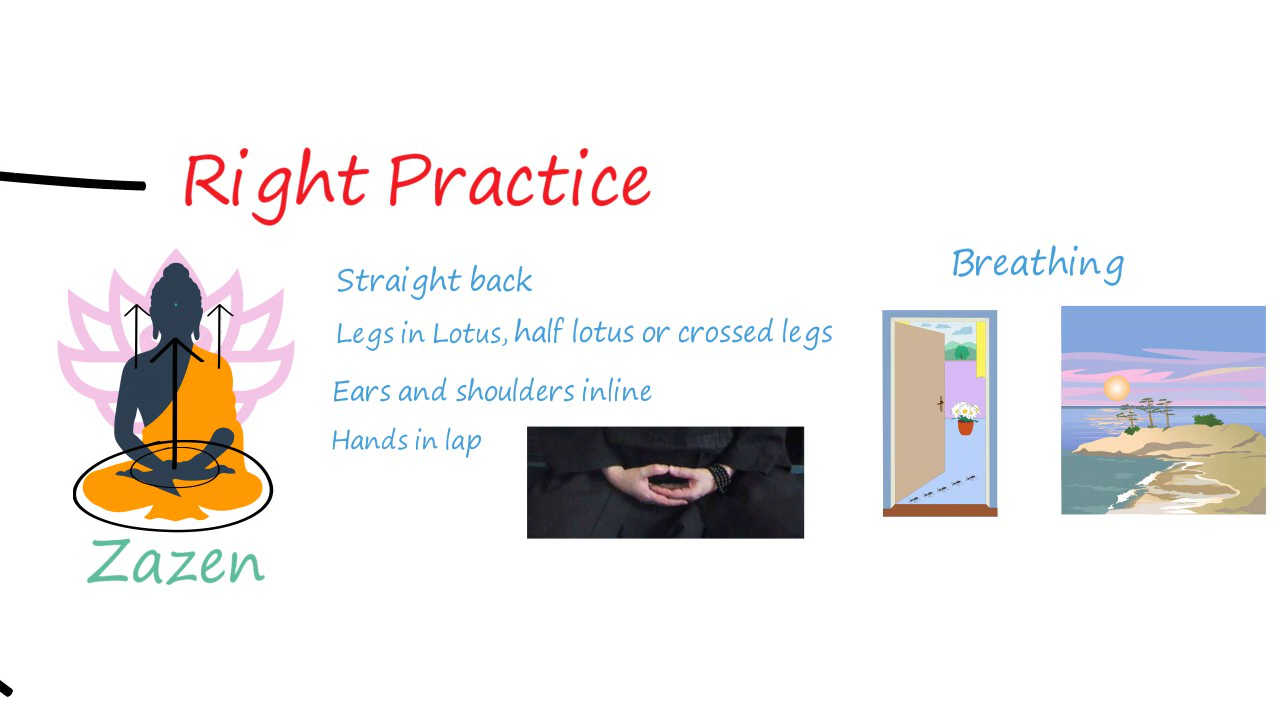 Right Practice
Straight back
Legs in Lotus, half lotus or crossed legs
Ears and shoulders inline
Hands in lap
Zazen
Breathing